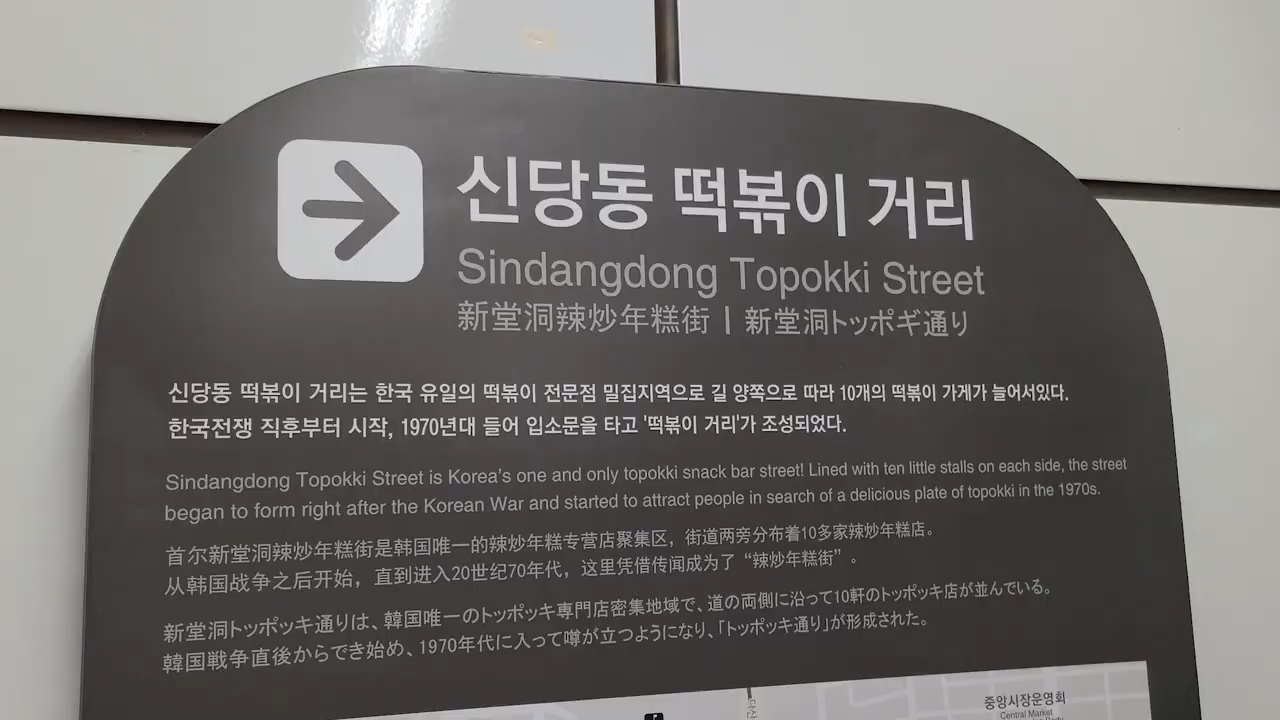 신당동 떡볶이 거리
Sindangdong Topokki Street
新堂洞辣炒年糕街 | 新堂洞トッポギ通り
신당동 떡볶이 거리는 한국 유일의 떡볶이 전문점 밀집지역으로 길 양쪽으로 따라 10개의 떡볶이 가게가 늘어서있다.
한국전쟁 직후부터 시작, 1970년대 들어 입소문을 타고 '떡볶이 거리'가 조성되었다.
Sindangdong Topokki Street is Korea's one and only topokki snack bar street! Lined with ten little stalls on each side, the street
began to form right after the Korean War and started to attract people in search of a delicious plate of topokki in the 1970s.
首尔新堂洞辣炒年糕街是韩国唯一的辣炒年糕专营店聚集区，街道两旁分布着10多家辣炒年糕店。
从韩国战争之后开始，直到进入20世纪70年代，这里凭借传闻成为了“辣炒年糕街”。
新堂洞トッポッキ通りは、韓国唯一のトッポッキ専門店密集地域で、道の両側に沿って10軒のトッポッキ店が並んでいる。
韓国戦争直後からでき始め、1970年代に入って噂が立つようになり、「トッポッキ通り」が形成された。
중앙시장운영회
Central Market